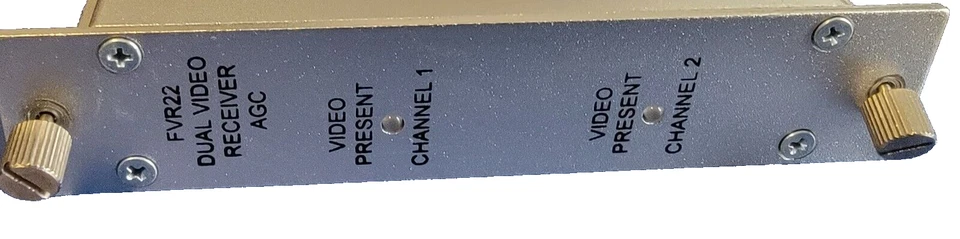 FVR22
DUAL VIDEO
RECEIVER
AGC
VIDEO
PRESENT
CHANNEL 1
VIDEO
PRESENT
CHANNEL 2